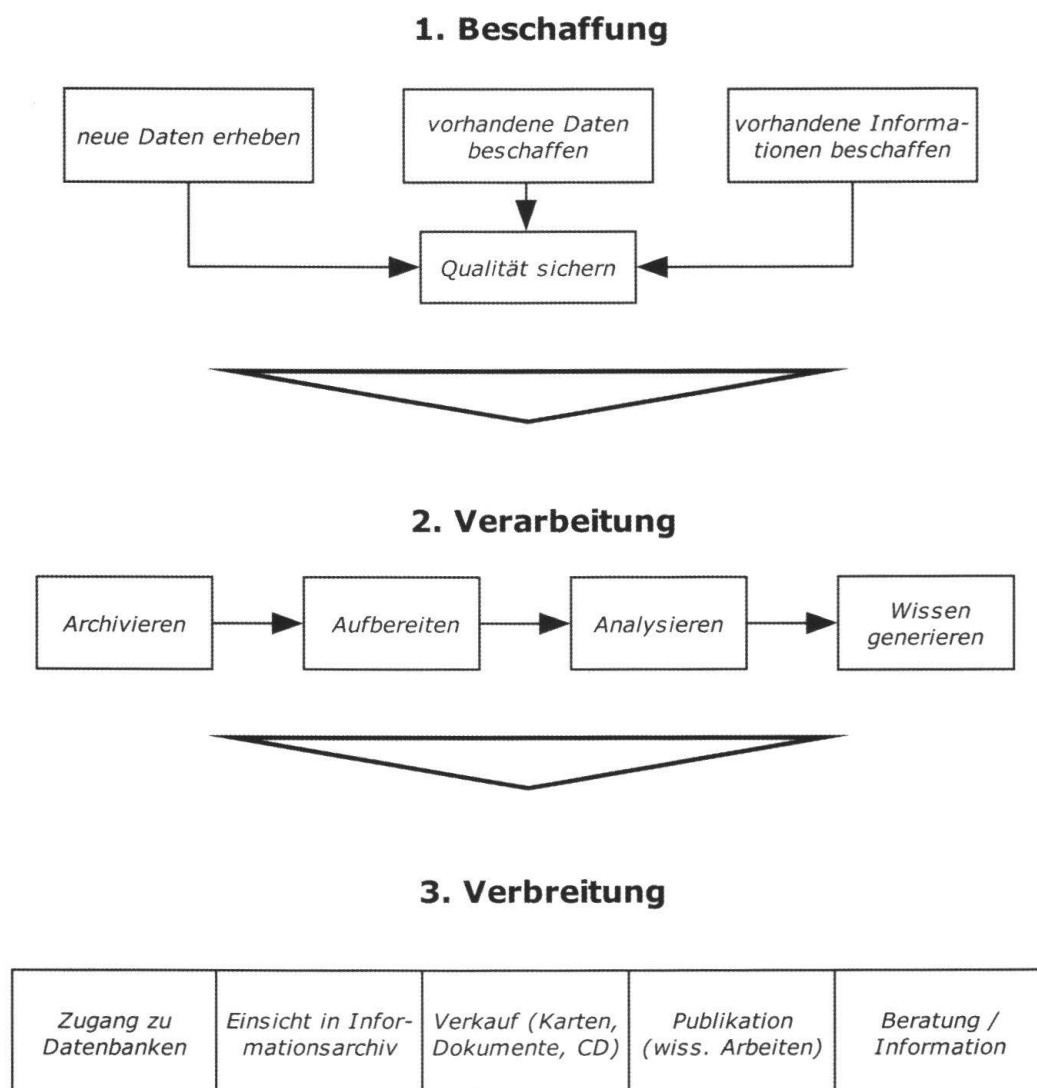 1. Beschaffung
neue Daten erheben
vorhandene Daten
beschaffen
vorhandene Informa-
tionen beschaffen
Qualität sichern
2. Verarbeitung
Archivieren
Aufbereiten
Analysieren
Wissen
generieren
3. Verbreitung
Zugang zu
Datenbanken
Einsicht in Infor-
mationsarchiv
Verkauf (Karten,
Dokumente, CD)
Publikation
(wiss. Arbeiten)
Beratung /
Information